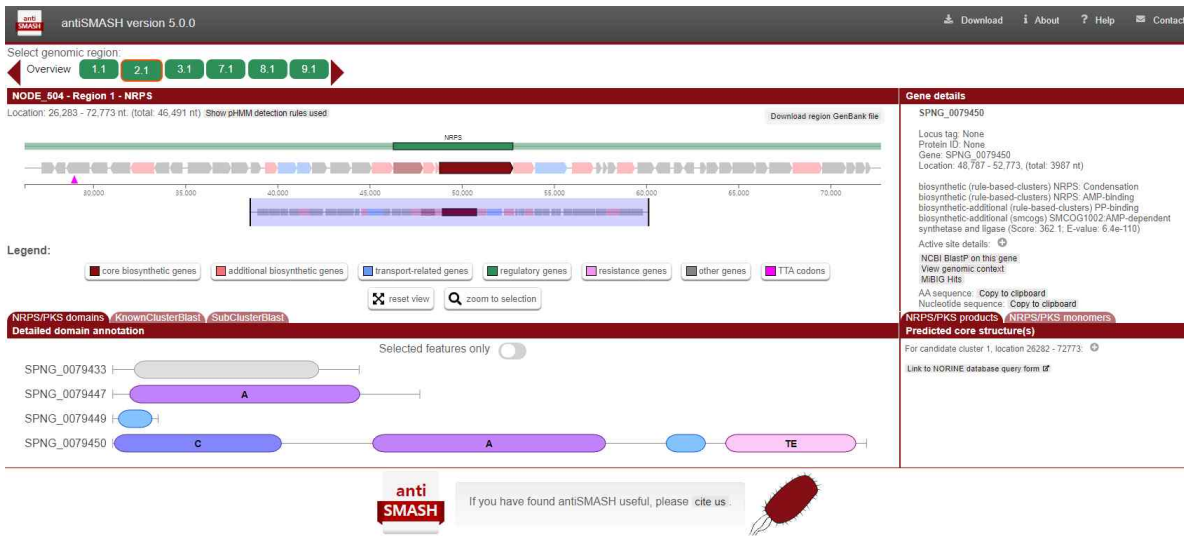 anti
SMASH
antiSMASH version 5.0.0
Download About ? Help Contact
Select genomic region:
Overview 1.1 2.1 3.1 7.1 8.1 9.1
NODE_504 - Region 1 - NRPS
Location: 26,283 - 72,773 nt. (total: 46,491 nt) Show pHMM detection rules used
Download region GenBank file
NRPS
30,000 35,000 40,000 45,000 50,000 55,000 60,000 65,000 70,000
Legend:
core biosynthetic genes additional biosynthetic genes transport-related genes regulatory genes resistance genes other genes TTA codons
reset view zoom to selection
Gene details
SPNG_0079450
Locus tag: None
Protein ID: None
Gene: SPNG_0079450
Location: 48,787 - 52,773, (total: 3987 nt)
biosynthetic (rule-based-clusters) NRPS: Condensation
biosynthetic (rule-based-clusters) NRPS: AMP-binding
biosynthetic-additional (rule-based-clusters) PP-binding
biosynthetic-additional (smcogs) SMCOG1002:AMP-dependent
synthetase and ligase (Score: 362.1; E-value: 6.4e-110)
Active site details:
NCBI BlastP on this gene
View genomic context
MiBIG Hits
AA sequence: Copy to clipboard
Nucleotide sequence: Copy to clipboard
NRPS/PKS domains KnownClusterBlast SubClusterBlast
Detailed domain annotation
Selected features only
SPNG_0079433
SPNG_0079447 A
SPNG_0079449
SPNG_0079450 C A TE
NRPS/PKS products NRPS/PKS monomers
Predicted core structure(s)
For candidate cluster 1, location 26282 - 72773:
Link to NORINE database query form
anti
SMASH
If you have found antiSMASH useful, please cite us .